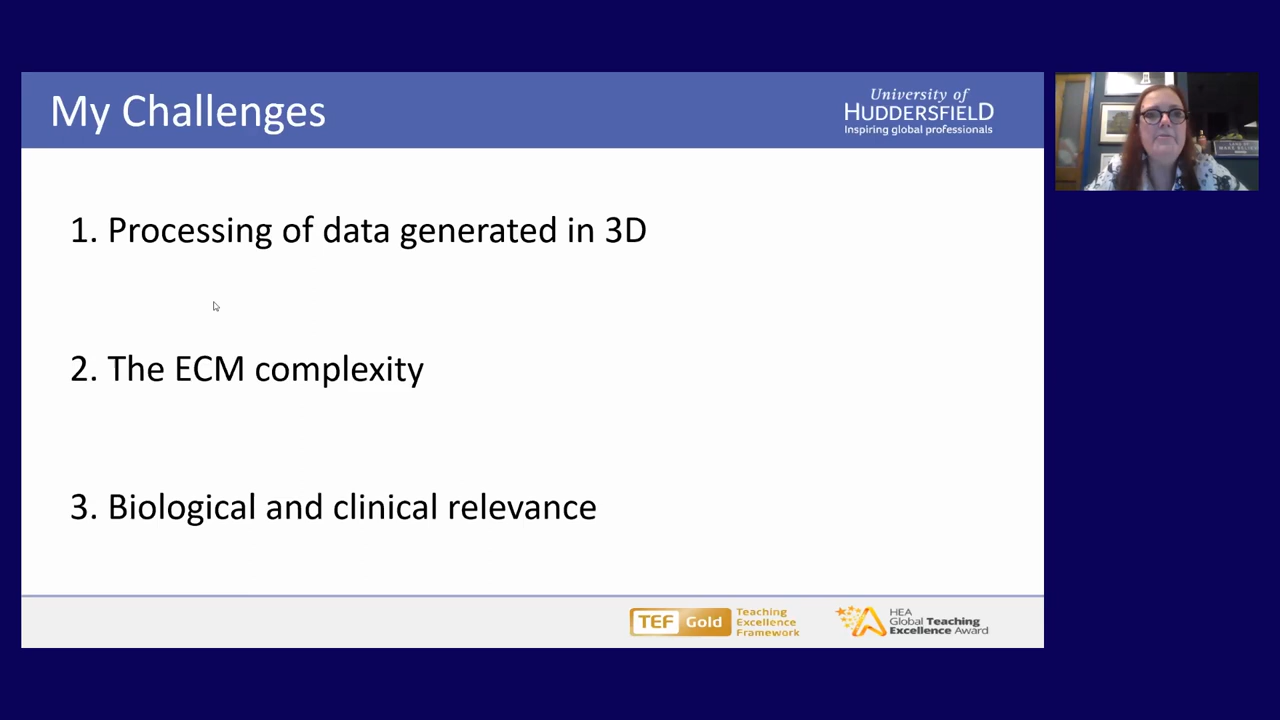 My Challenges
University of
HUDDERSFIELD
Inspiring global professionals
1. Processing of data generated in 3D
2. The ECM complexity
3. Biological and clinical relevance
TEF Gold
Teaching
Excellence
Framework
HEA
Global Teaching
Excellence Award